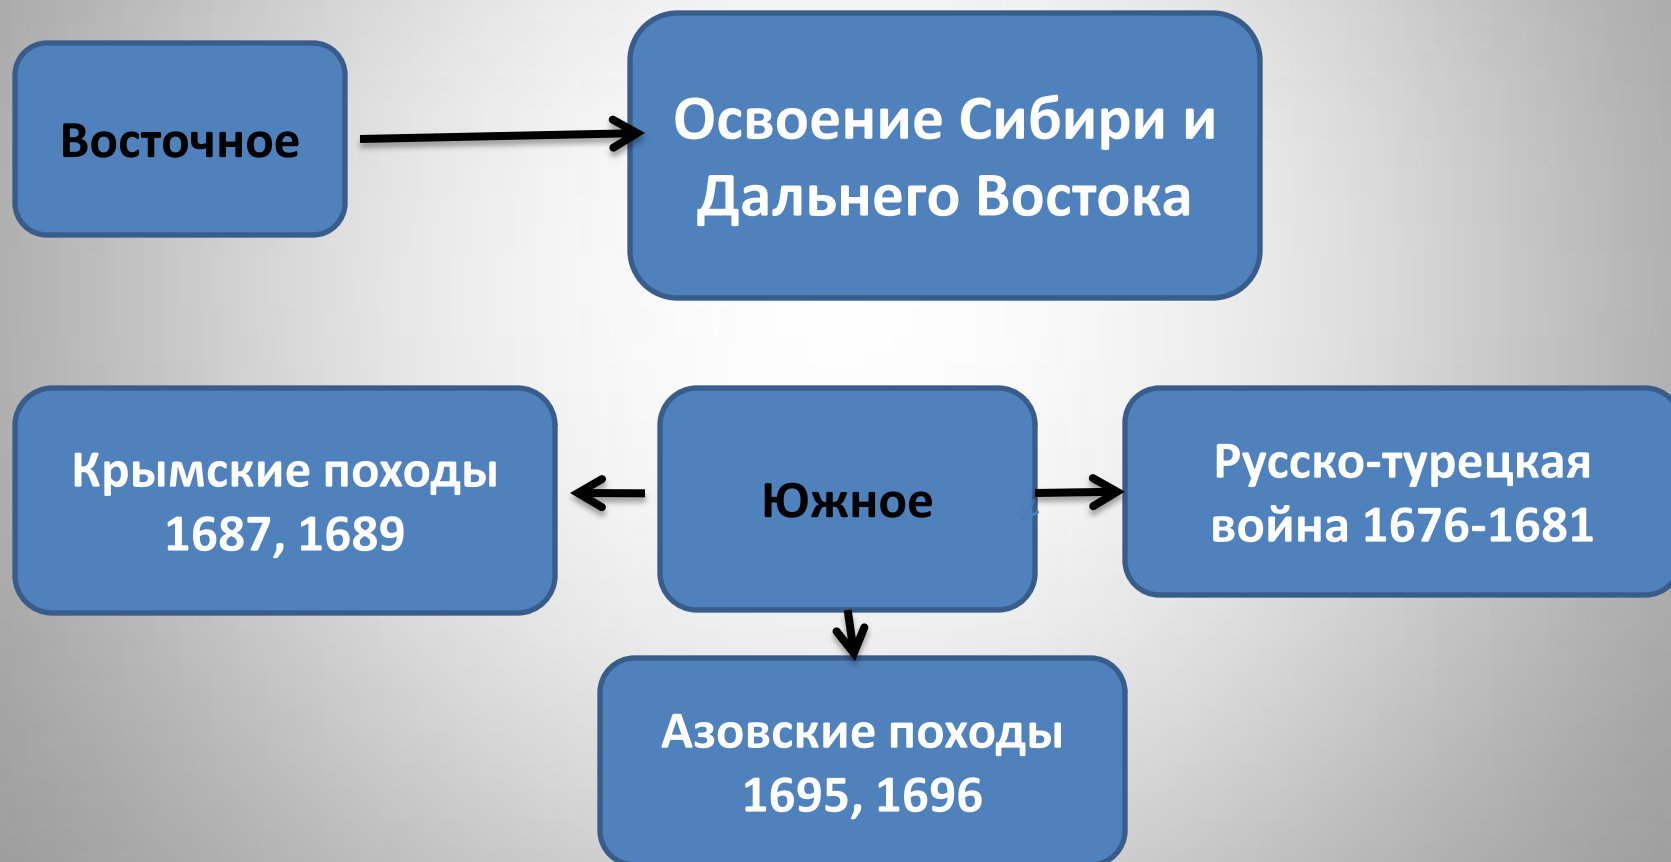 Восточное
Освоение Сибири и
Дальнего Востока
Крымские походы
1687, 1689
Южное
Русско-турецкая
война 1676-1681
Азовские походы
1695, 1696